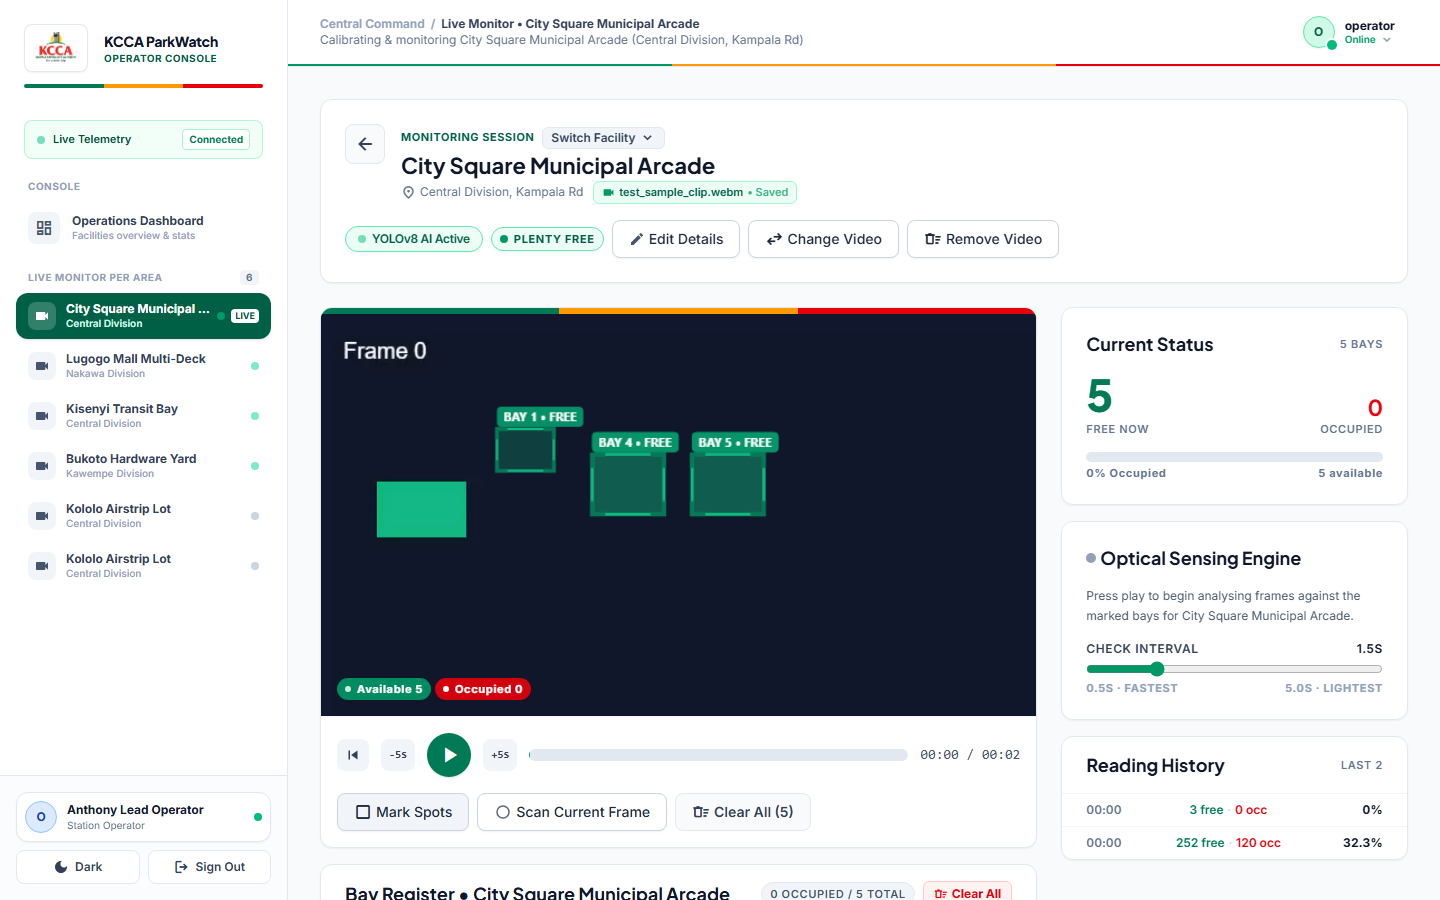 KCCA
KCCA ParkWatch
OPERATOR CONSOLE
Live Telemetry
Connected
CONSOLE
Operations Dashboard
Facilities overview & stats
LIVE MONITOR PER AREA
6
City Square Municipal ...
LIVE
Central Division
Lugogo Mall Multi-Deck
Nakawa Division
Kisenyi Transit Bay
Central Division
Bukoto Hardware Yard
Kawempe Division
Kololo Airstrip Lot
Central Division
Kololo Airstrip Lot
Central Division
O
Anthony Lead Operator
Station Operator
Dark
Sign Out
Central Command / Live Monitor • City Square Municipal Arcade
Calibrating & monitoring City Square Municipal Arcade (Central Division, Kampala Rd)
O
operator
Online
MONITORING SESSION
Switch Facility
City Square Municipal Arcade
Central Division, Kampala Rd
test_sample_clip.webm • Saved
YOLOv8 AI Active
PLENTY FREE
Edit Details
Change Video
Remove Video
Frame 0
BAY 1 • FREE
BAY 4 • FREE
BAY 5 • FREE
Available 5
Occupied 0
-5s
+5s
00:00 / 00:02
Mark Spots
Scan Current Frame
Clear All (5)
Bay Register • City Square Municipal Arcade
0 OCCUPIED / 5 TOTAL
Clear All
Current Status
5 BAYS
5
0
FREE NOW
OCCUPIED
0% Occupied
5 available
Optical Sensing Engine
Press play to begin analysing frames against the
marked bays for City Square Municipal Arcade.
CHECK INTERVAL
1.5S
0.5S · FASTEST
5.0S · LIGHTEST
Reading History
LAST 2
00:00
3 free · 0 occ
0%
00:00
252 free · 120 occ
32.3%